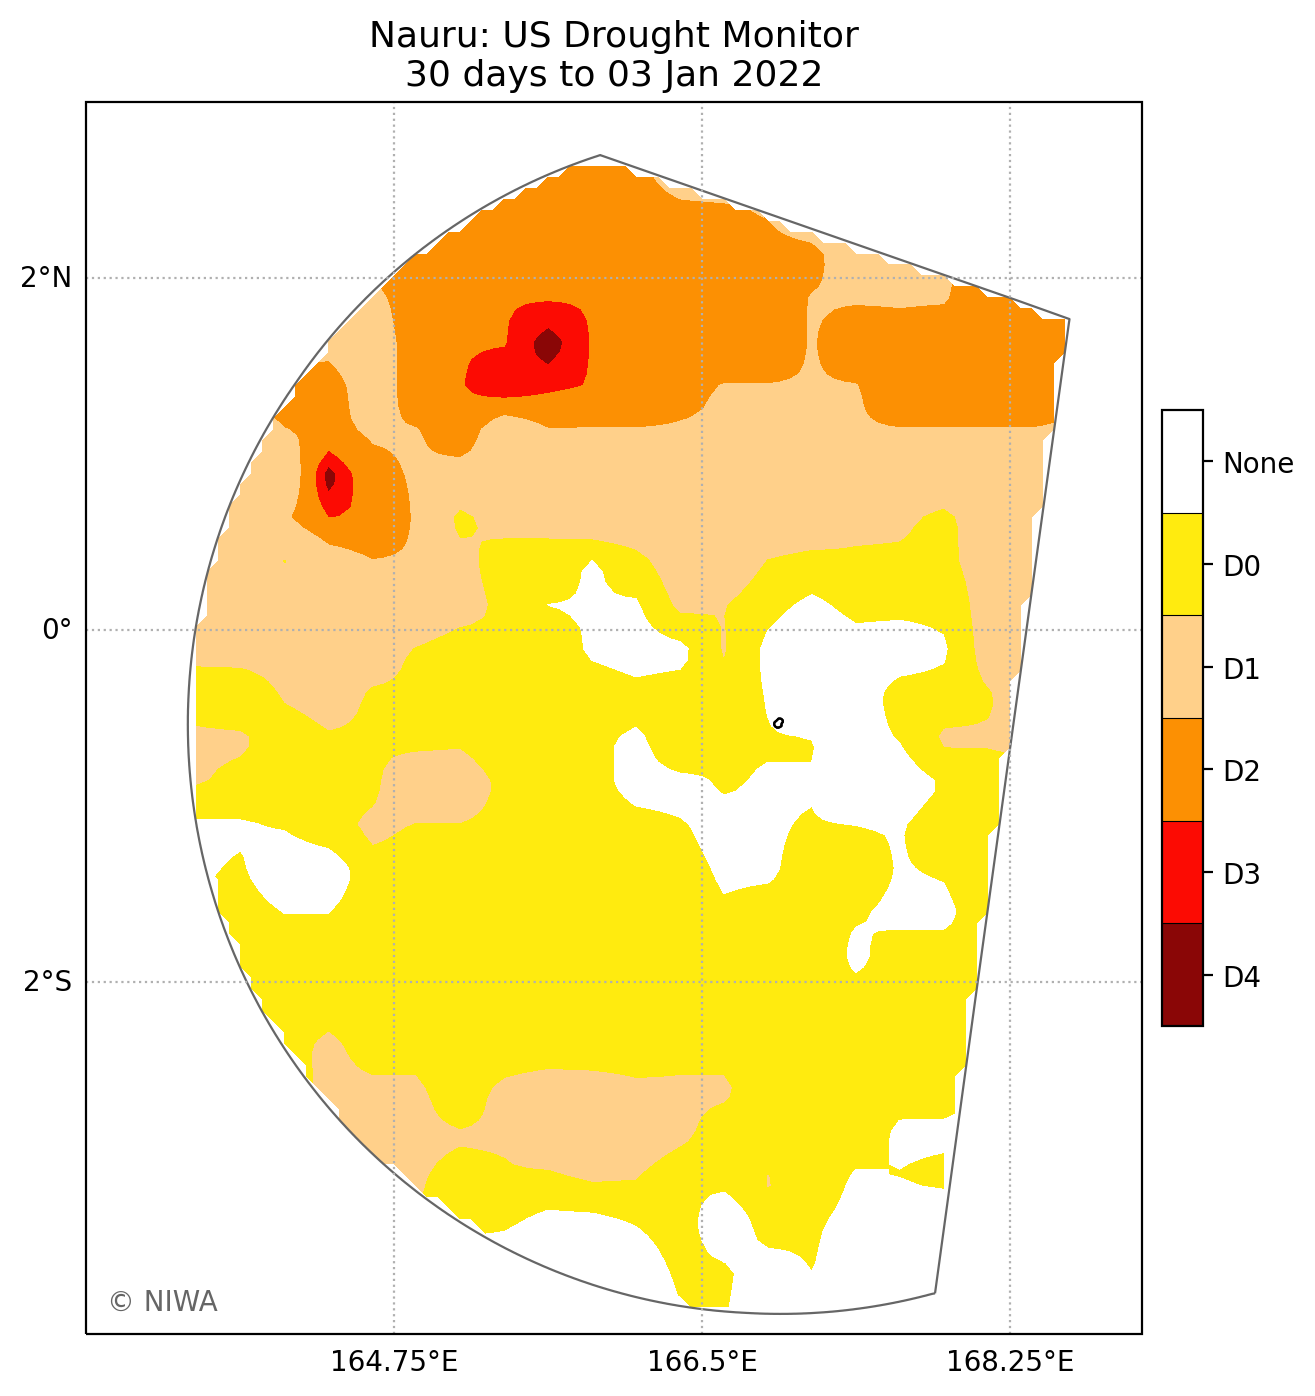 Nauru: US Drought Monitor
30 days to 03 Jan 2022
2°N
0°
2°S
164.75°E
166.5°E
168.25°E
None
D0
D1
D2
D3
D4
© NIWA